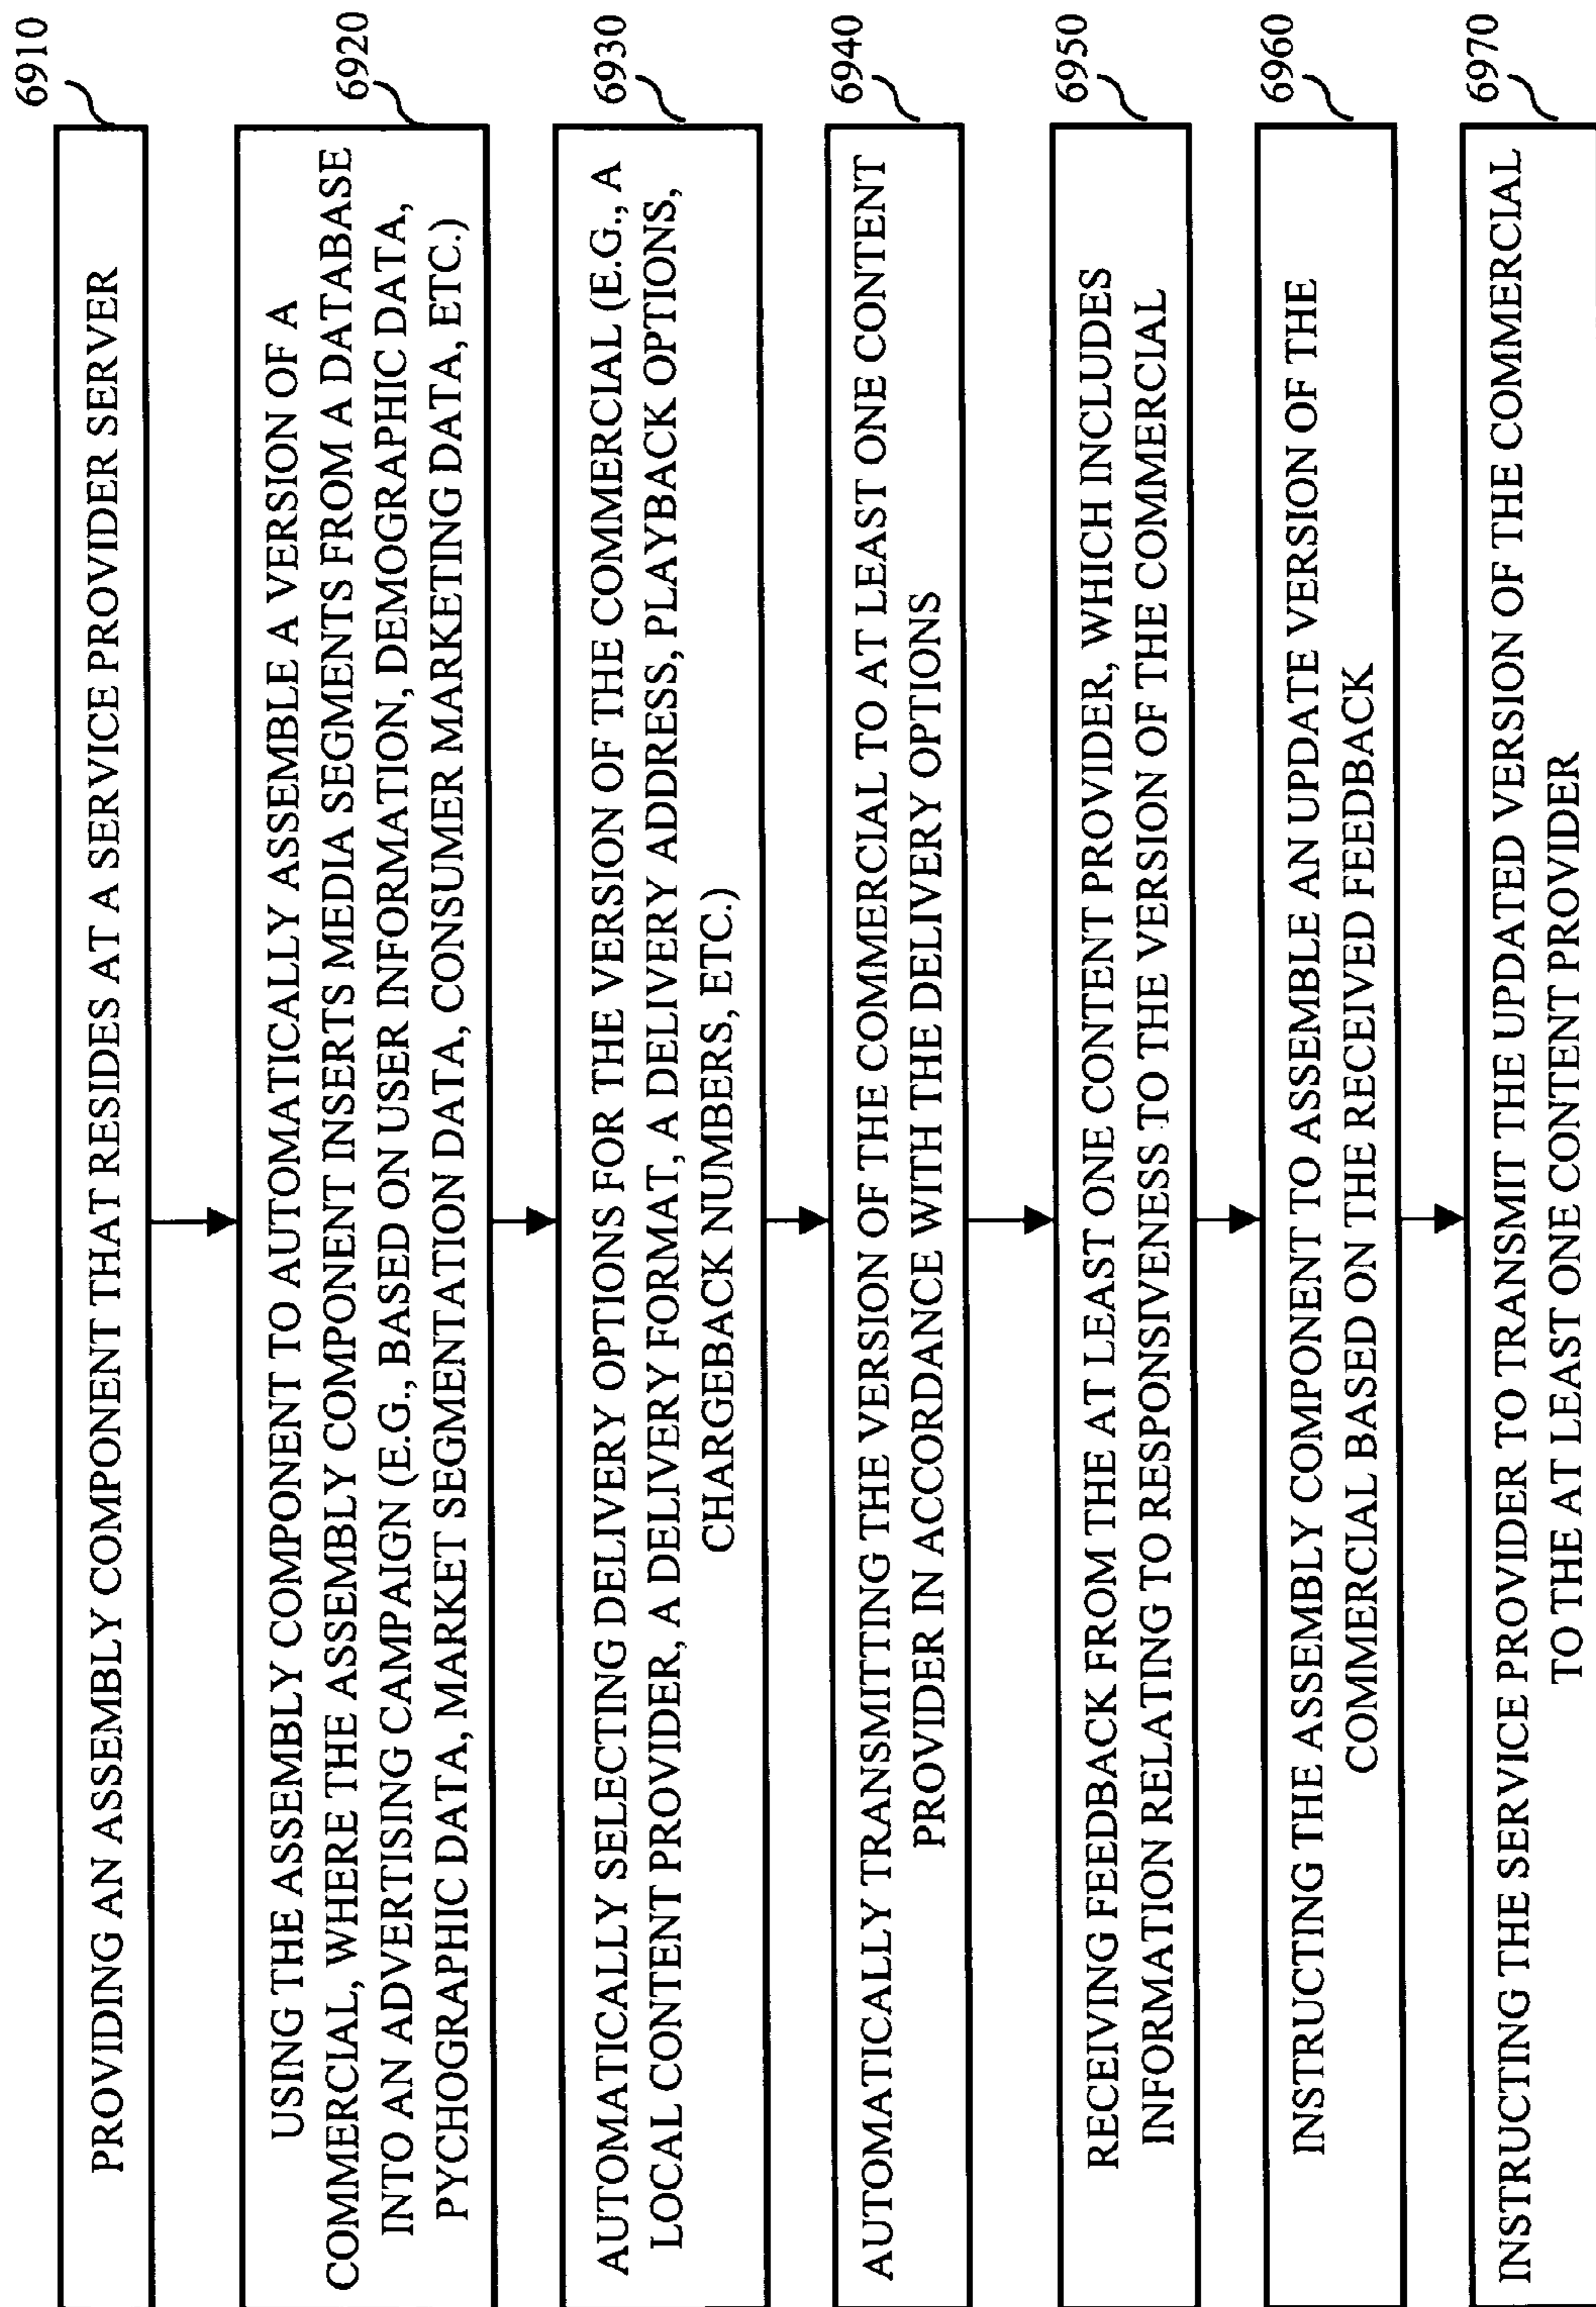 6910
PROVIDING AN ASSEMBLY COMPONENT THAT RESIDES AT A SERVICE PROVIDER SERVER
6920
USING THE ASSEMBLY COMPONENT TO AUTOMATICALLY ASSEMBLE A VERSION OF A
COMMERCIAL, WHERE THE ASSEMBLY COMPONENT INSERTS MEDIA SEGMENTS FROM A DATABASE
INTO AN ADVERTISING CAMPAIGN (E.G., BASED ON USER INFORMATION, DEMOGRAPHIC DATA,
PYCHOGRAPHIC DATA, MARKET SEGMENTATION DATA, CONSUMER MARKETING DATA, ETC.)
6930
AUTOMATICALLY SELECTING DELIVERY OPTIONS FOR THE VERSION OF THE COMMERCIAL (E.G., A
LOCAL CONTENT PROVIDER, A DELIVERY FORMAT, A DELIVERY ADDRESS, PLAYBACK OPTIONS,
CHARGEBACK NUMBERS, ETC.)
6940
AUTOMATICALLY TRANSMITTING THE VERSION OF THE COMMERCIAL TO AT LEAST ONE CONTENT
PROVIDER IN ACCORDANCE WITH THE DELIVERY OPTIONS
6950
RECEIVING FEEDBACK FROM THE AT LEAST ONE CONTENT PROVIDER, WHICH INCLUDES
INFORMATION RELATING TO RESPONSIVENESS TO THE VERSION OF THE COMMERCIAL
6960
INSTRUCTING THE ASSEMBLY COMPONENT TO ASSEMBLE AN UPDATE VERSION OF THE
COMMERCIAL BASED ON THE RECEIVED FEEDBACK
6970
INSTRUCTING THE SERVICE PROVIDER TO TRANSMIT THE UPDATED VERSION OF THE COMMERCIAL
TO THE AT LEAST ONE CONTENT PROVIDER